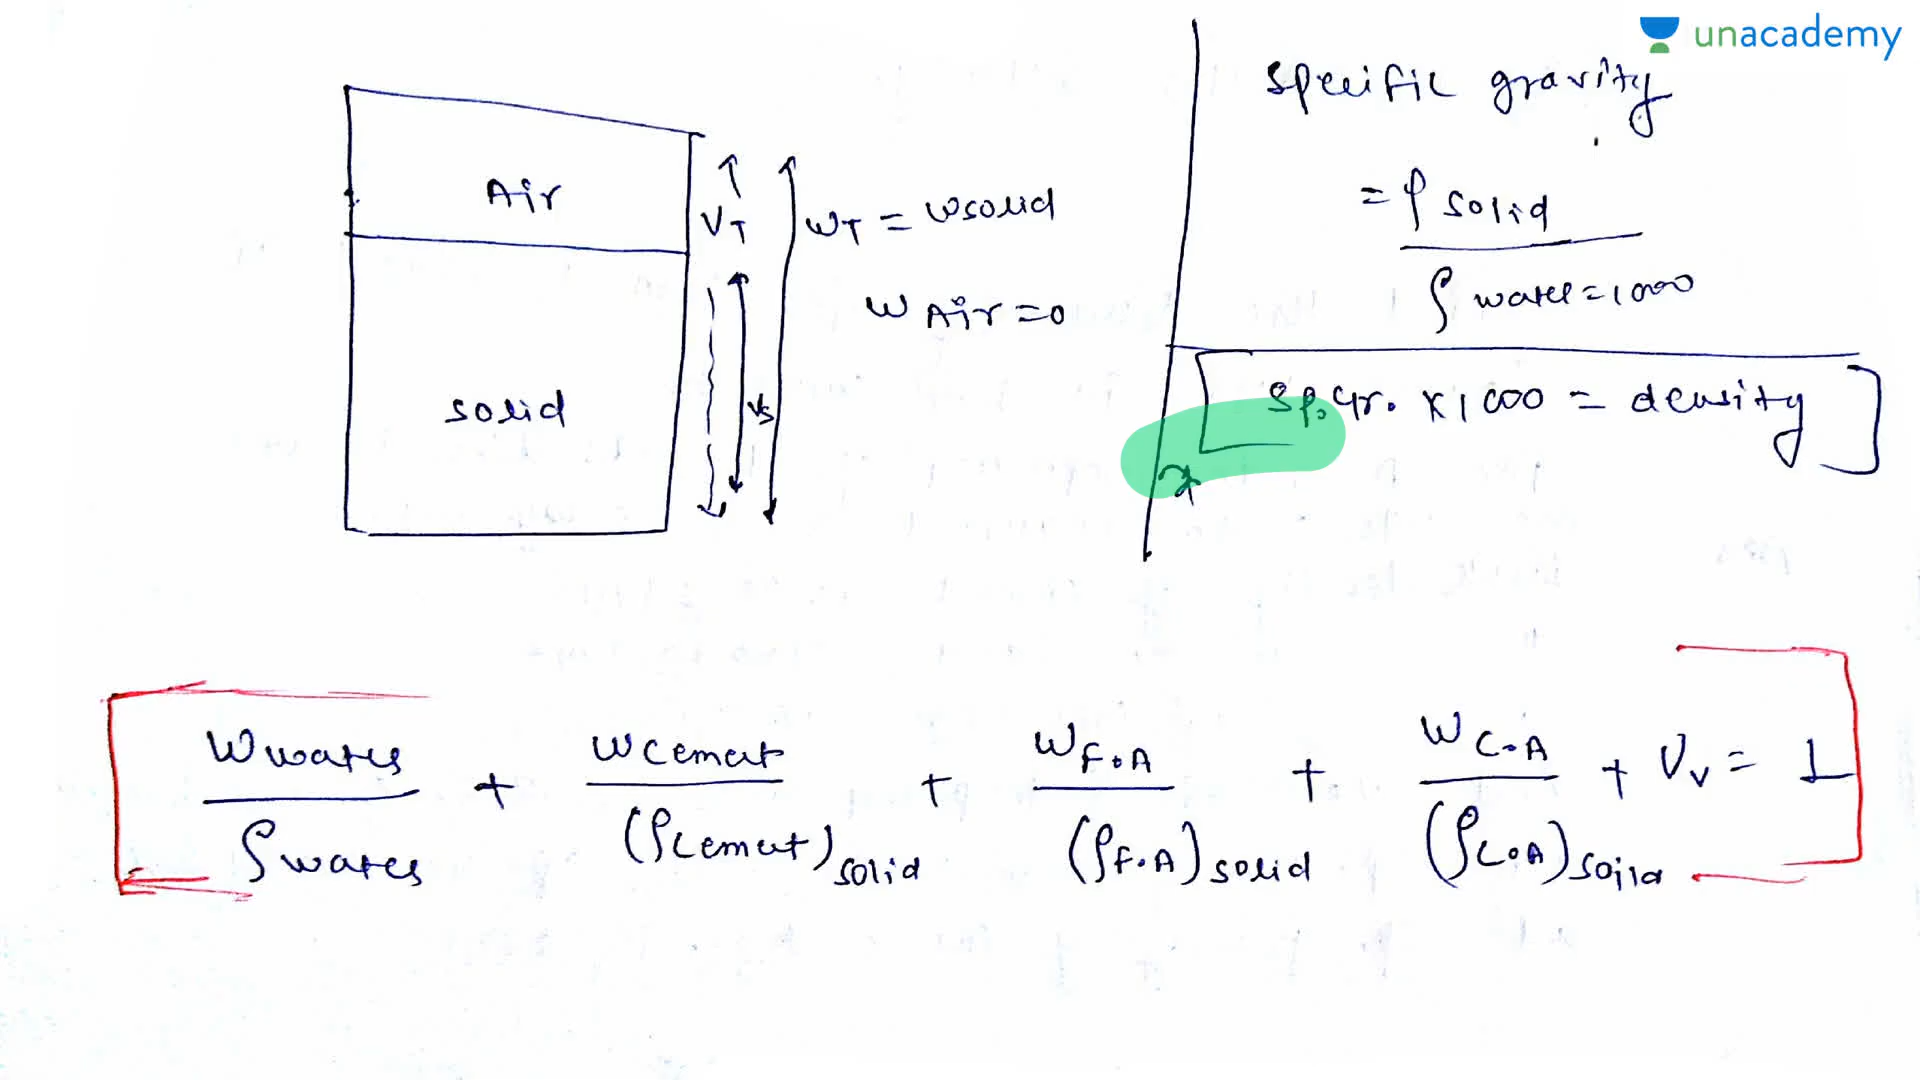 unacademy
Air
solid
VT
Vs
WT = Wsolid
WAir = 0
Specific gravity
= ρ solid
ρ water = 1000
Sp. Gr. x 1000 = density
Wwater + Wcement + WF.A + WC.A + Vv = 1
ρwater (ρcement)solid (ρF.A)solid (ρC.A)solid